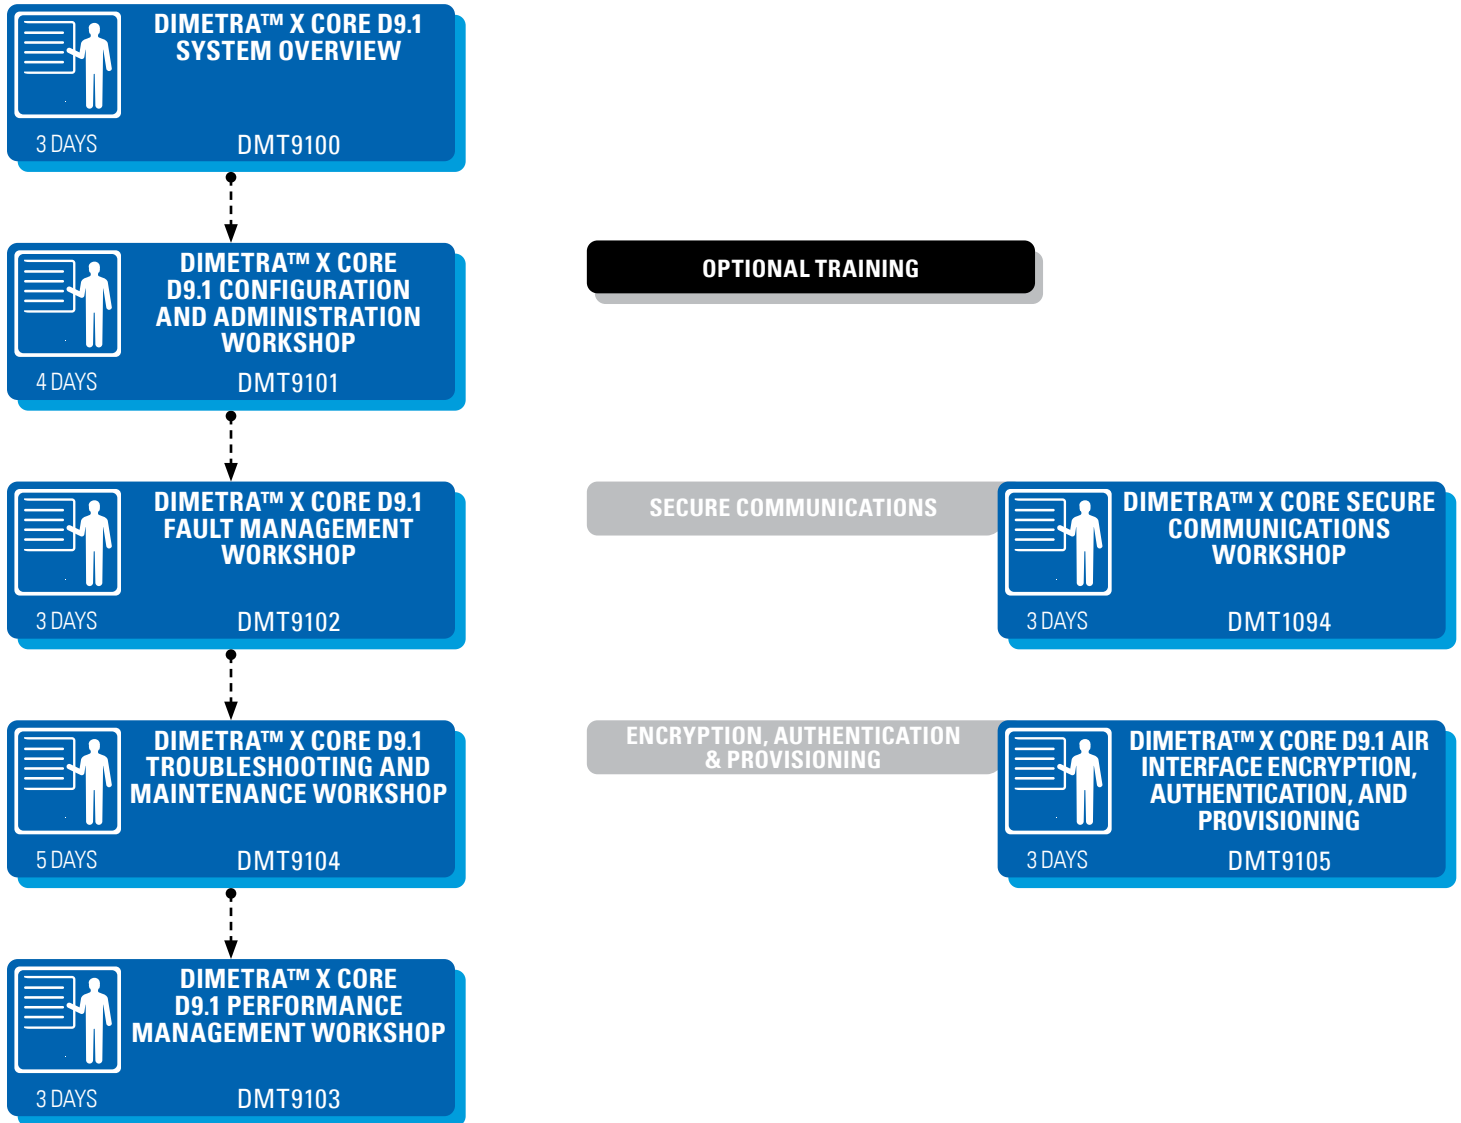 DIMETRA™ X CORE D9.1
SYSTEM OVERVIEW
3 DAYS
DMT9100
DIMETRA™ X CORE
D9.1 CONFIGURATION
AND ADMINISTRATION
WORKSHOP
4 DAYS
DMT9101
OPTIONAL TRAINING
DIMETRA™ X CORE D9.1
FAULT MANAGEMENT
WORKSHOP
3 DAYS
DMT9102
SECURE COMMUNICATIONS
DIMETRA™ X CORE SECURE
COMMUNICATIONS
WORKSHOP
3 DAYS
DMT1094
DIMETRA™ X CORE D9.1
TROUBLESHOOTING AND
MAINTENANCE WORKSHOP
5 DAYS
DMT9104
ENCRYPTION, AUTHENTICATION
& PROVISIONING
DIMETRA™ X CORE D9.1 AIR
INTERFACE ENCRYPTION,
AUTHENTICATION, AND
PROVISIONING
3 DAYS
DMT9105
DIMETRA™ X CORE
D9.1 PERFORMANCE
MANAGEMENT WORKSHOP
3 DAYS
DMT9103